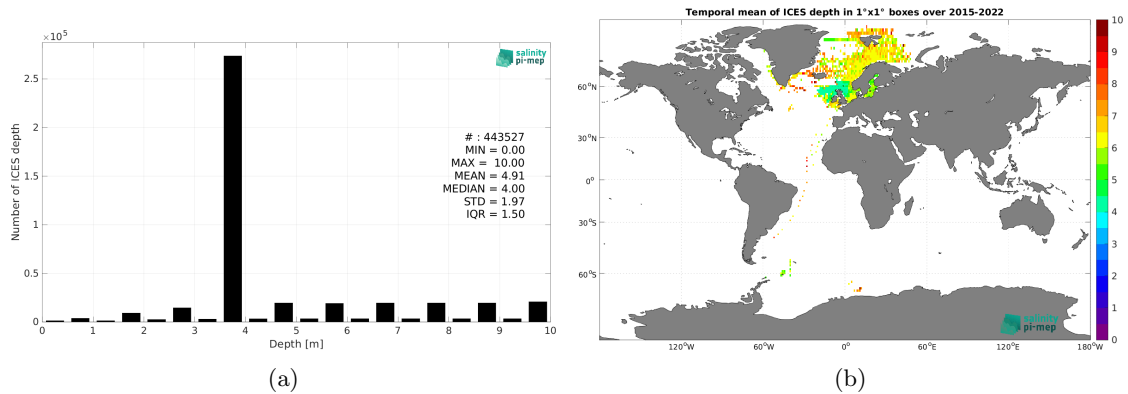 ×10⁵
salinity
pi-mep
2.5
2
1.5
1
0.5
0
# : 443527
MIN = 0.00
MAX = 10.00
MEAN = 4.91
MEDIAN = 4.00
STD = 1.97
IQR = 1.50
Number of ICES depth
0 1 2 3 4 5 6 7 8 9 10
Depth [m]
(a)
Temporal mean of ICES depth in 1°x1° boxes over 2015-2022
60°N
30°N
0°
30°S
60°S
120°W 60°W 0° 60°E 120°E 180°W
salinity
pi-mep
10
9
8
7
6
5
4
3
2
1
0
(b)